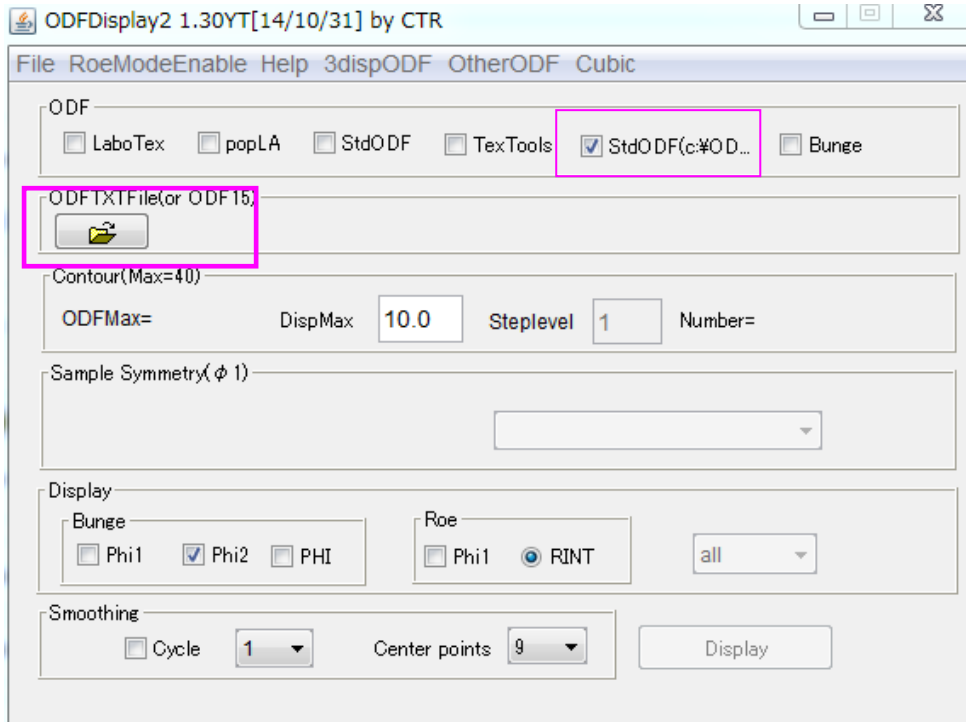 ODFDisplay2 1.30YT[14/10/31] by CTR
File RoeModeEnable Help 3dispODF OtherODF Cubic
ODF
LaboTex popLA StdODF TexTools StdODF(c:¥OD... Bunge
ODFTXTFile(or ODF15)
Contour(Max=40)
ODFMax= DispMax 10.0 Steplevel 1 Number=
Sample Symmetry(φ1)
Display
Bunge Roe
Phi1 Phi2 PHI Phi1 RINT all
Smoothing
Cycle 1 Center points 9 Display